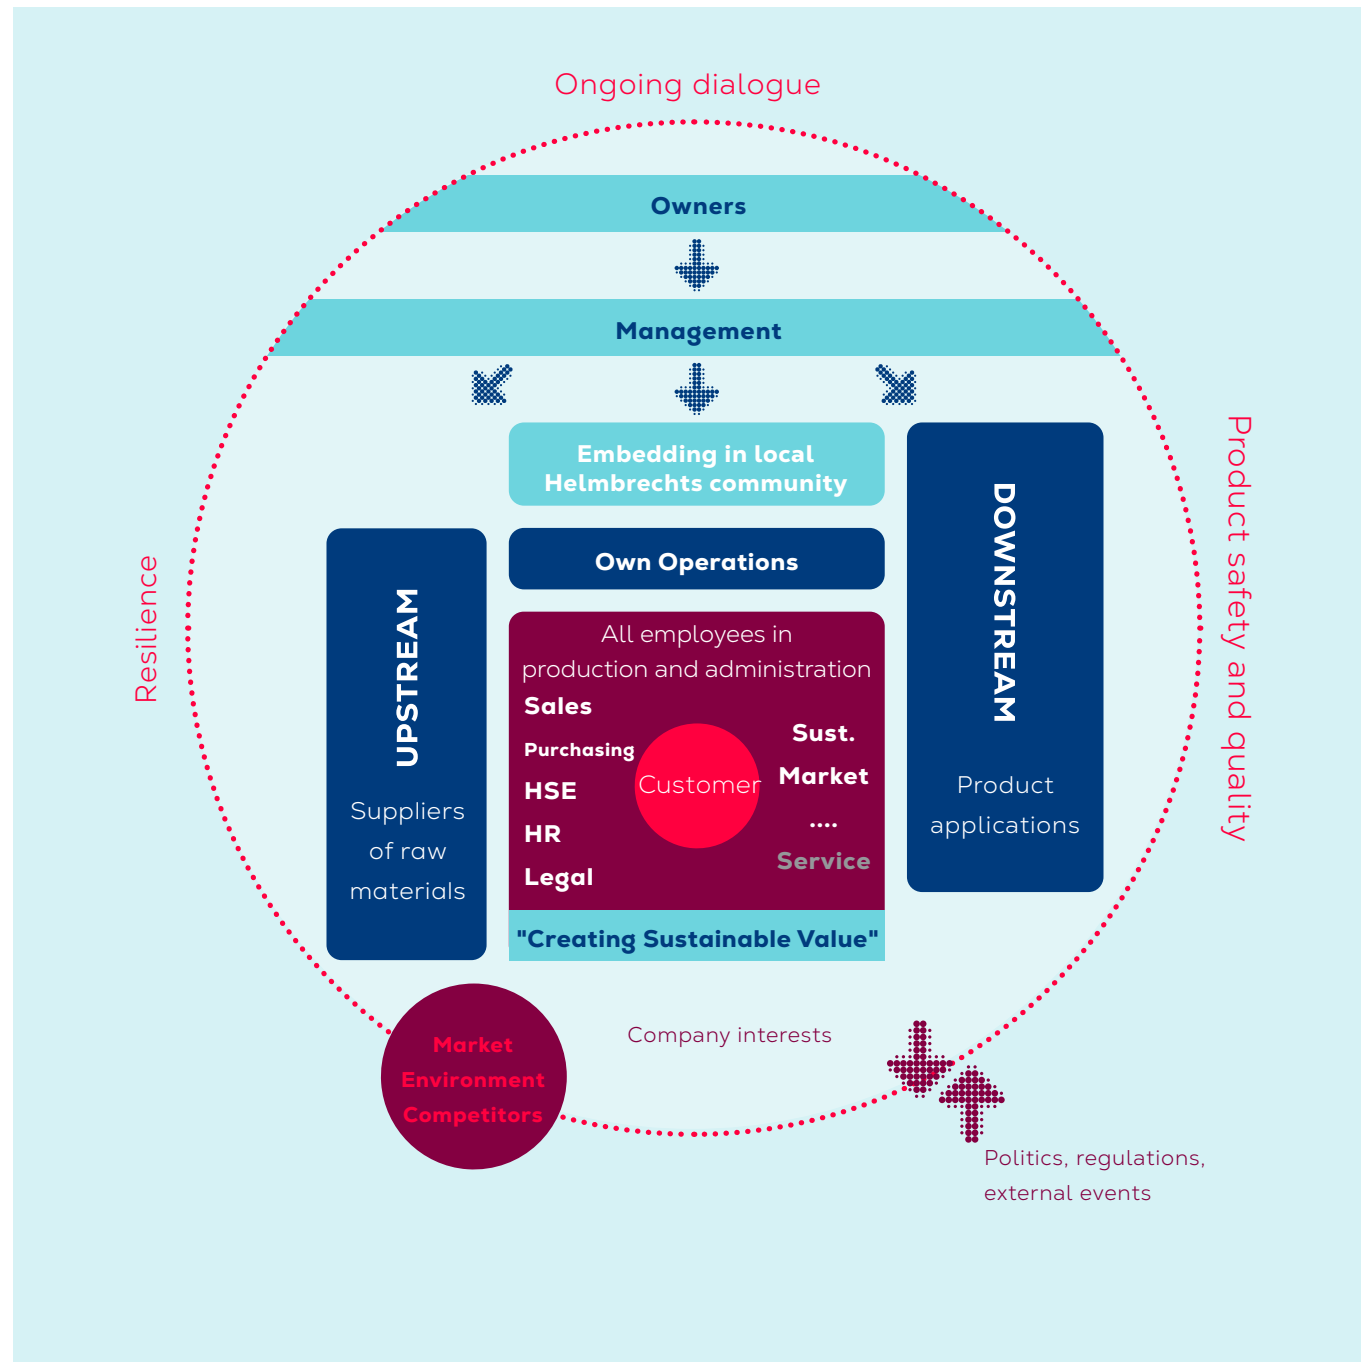 Ongoing dialogue
Owners
Management
Embedding in local
Helmbrechts community
Own Operations
Resilience
UPSTREAM
Suppliers
of raw
materials
All employees in
production and administration
Sales
Purchasing
HSE
HR
Legal
Customer
Sust.
Market
....
Service
"Creating Sustainable Value"
DOWNSTREAM
Product
applications
Product safety and quality
Market
Environment
Competitors
Company interests
Politics, regulations,
external events